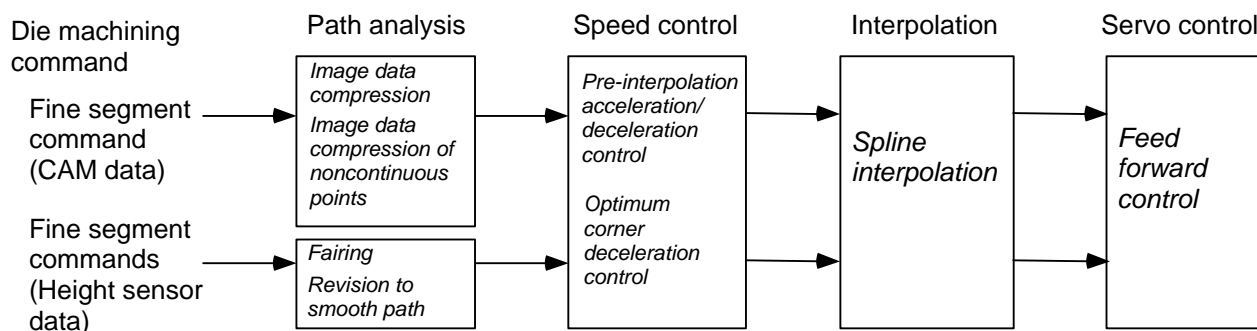 Die machining
command
Path analysis
Speed control
Interpolation
Servo control
Fine segment
command
(CAM data)
Image data
compression
Image data
compression of
noncontinuous
points
Pre-interpolation
acceleration/
deceleration
control
Optimum
corner
deceleration
control
Spline
interpolation
Feed
forward
control
Fine segment
commands
(Height sensor
data)
Fairing
Revision to
smooth path